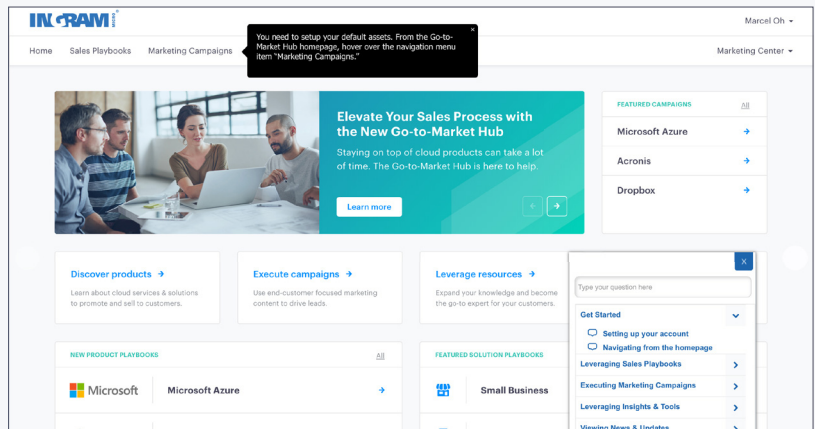 INGRAM MICRO
Marcel Oh
Home Sales Playbooks Marketing Campaigns
Marketing Center
×
You need to setup your default assets. From the Go-to-
Market Hub homepage, hover over the navigation menu
item "Marketing Campaigns."
Elevate Your Sales Process with
the New Go-to-Market Hub
Staying on top of cloud products can take a lot
of time. The Go-to-Market Hub is here to help.
Learn more
FEATURED CAMPAIGNS All
Microsoft Azure
Acronis
Dropbox
Discover products
Learn about cloud services & solutions
to promote and sell to customers.
Execute campaigns
Use end-customer focused marketing
content to drive leads.
Leverage resources
Expand your knowledge and become
the go-to expert for your customers.
NEW PRODUCT PLAYBOOKS All
Microsoft Microsoft Azure
FEATURED SOLUTION PLAYBOOKS
Small Business
X
Type your question here
Get Started
Setting up your account
Navigating from the homepage
Leveraging Sales Playbooks
Executing Marketing Campaigns
Leveraging Insights & Tools
Viewing News & Updates